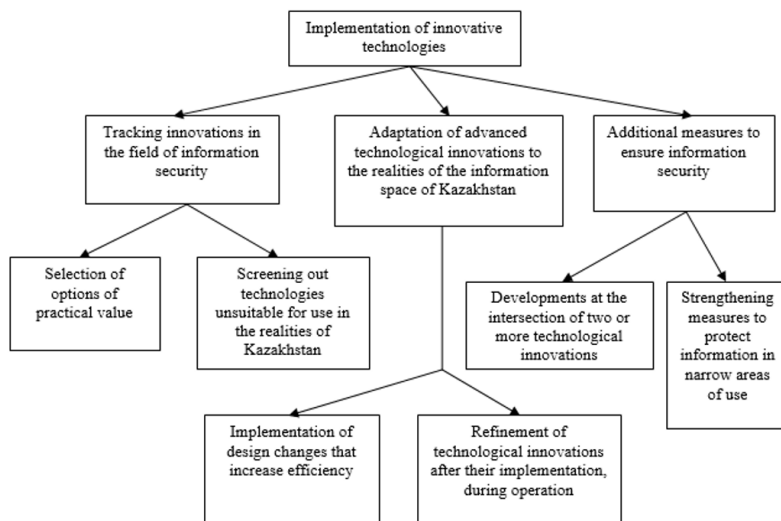 Implementation of innovative
technologies
Tracking innovations in
the field of information
security
Adaptation of advanced
technological innovations to
the realities of the information
space of Kazakhstan
Additional measures to
ensure information
security
Selection of
options of
practical value
Screening out
technologies
unsuitable for use in
the realities of
Kazakhstan
Developments at the
intersection of two or
more technological
innovations
Strengthening
measures to
protect
information in
narrow areas
of use
Implementation of
design changes that
increase efficiency
Refinement of
technological innovations
after their implementation,
during operation